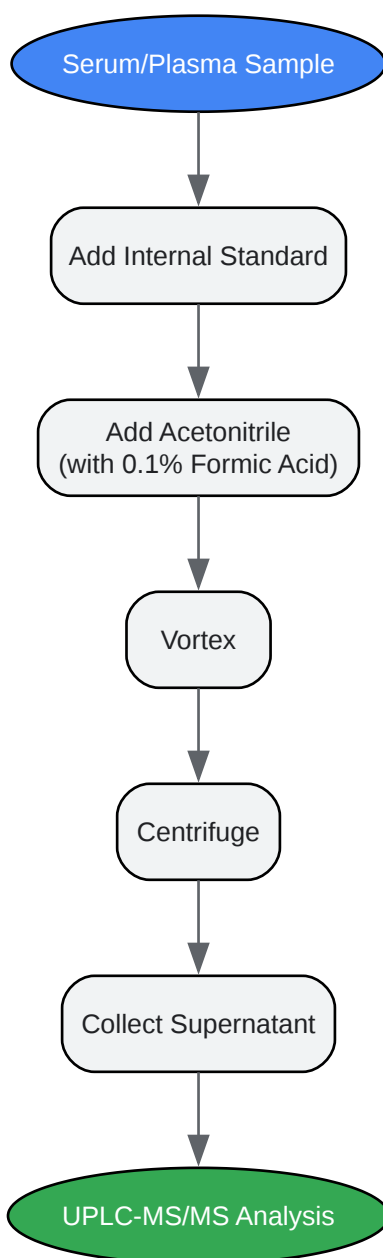 Serum/Plasma Sample
Add Internal Standard
Add Acetonitrile
(with 0.1% Formic Acid)
Vortex
Centrifuge
Collect Supernatant
UPLC-MS/MS Analysis